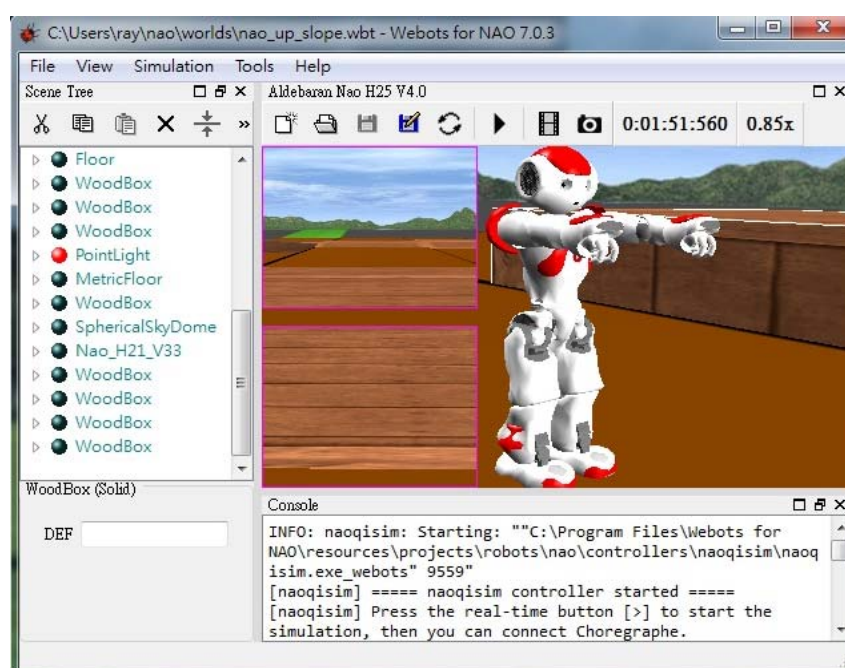 C:\Users\ray\nao\worlds\nao_up_slope.wbt - Webots for NAO 7.0.3
File View Simulation Tools Help
Scene Tree
Aldebaran Nao H25 V4.0
0:01:51:560 0.85x
Floor
WoodBox
WoodBox
WoodBox
PointLight
MetricFloor
WoodBox
SphericalSkyDome
Nao_H21_V33
WoodBox
WoodBox
WoodBox
WoodBox
WoodBox (Solid)
DEF
Console
INFO: naoqisim: Starting: ""C:\Program Files\Webots for
NAO\resources\projects\robots\nao\controllers\naoqisim\naoq
isim.exe_webots" 9559"
[naoqisim] ===== naoqisim controller started =====
[naoqisim] Press the real-time button [>] to start the
simulation, then you can connect Choregraphe.